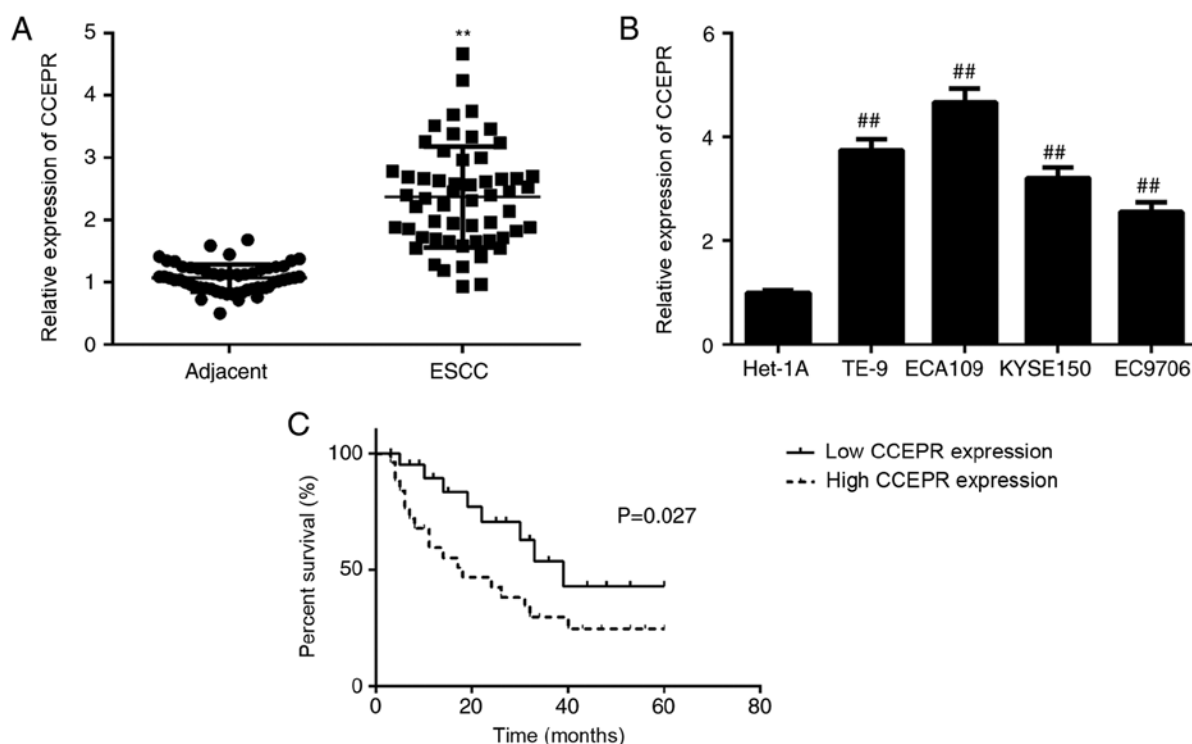 A
Relative expression of CCEPR
5
4
3
2
1
0
**
Adjacent
ESCC
B
Relative expression of CCEPR
6
4
2
0
##
##
##
##
Het-1A
TE-9
ECA109
KYSE150
EC9706
C
Percent survival (%)
100
50
0
0
20
40
60
80
Time (months)
P=0.027
Low CCEPR expression
High CCEPR expression